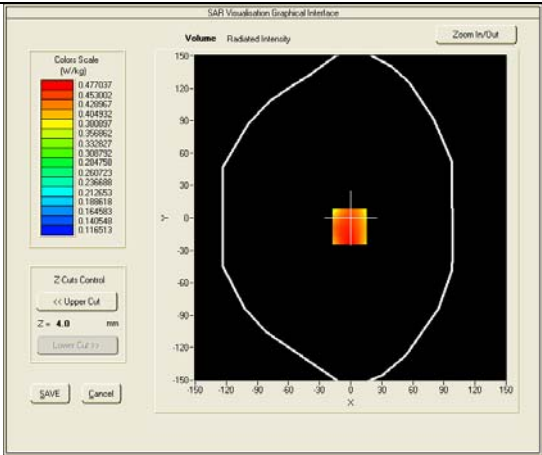 SAR Visualisation Graphical Interface
Volume Radiated Intensity
Zoom In/Out
Colors Scale
(W/kg)
0.477037
0.453002
0.428967
0.404932
0.380897
0.356862
0.332827
0.308792
0.284758
0.260723
0.236688
0.212653
0.188618
0.164583
0.140548
0.116513
Z Cuts Control
<< Upper Cut
Z = 4.0 mm
Lower Cut >>
SAVE Cancel
150
120
90
60
30
0
-30
-60
-90
-120
-150
Y
-150 -120 -90 -60 -30 0 30 60 90 120 150
X